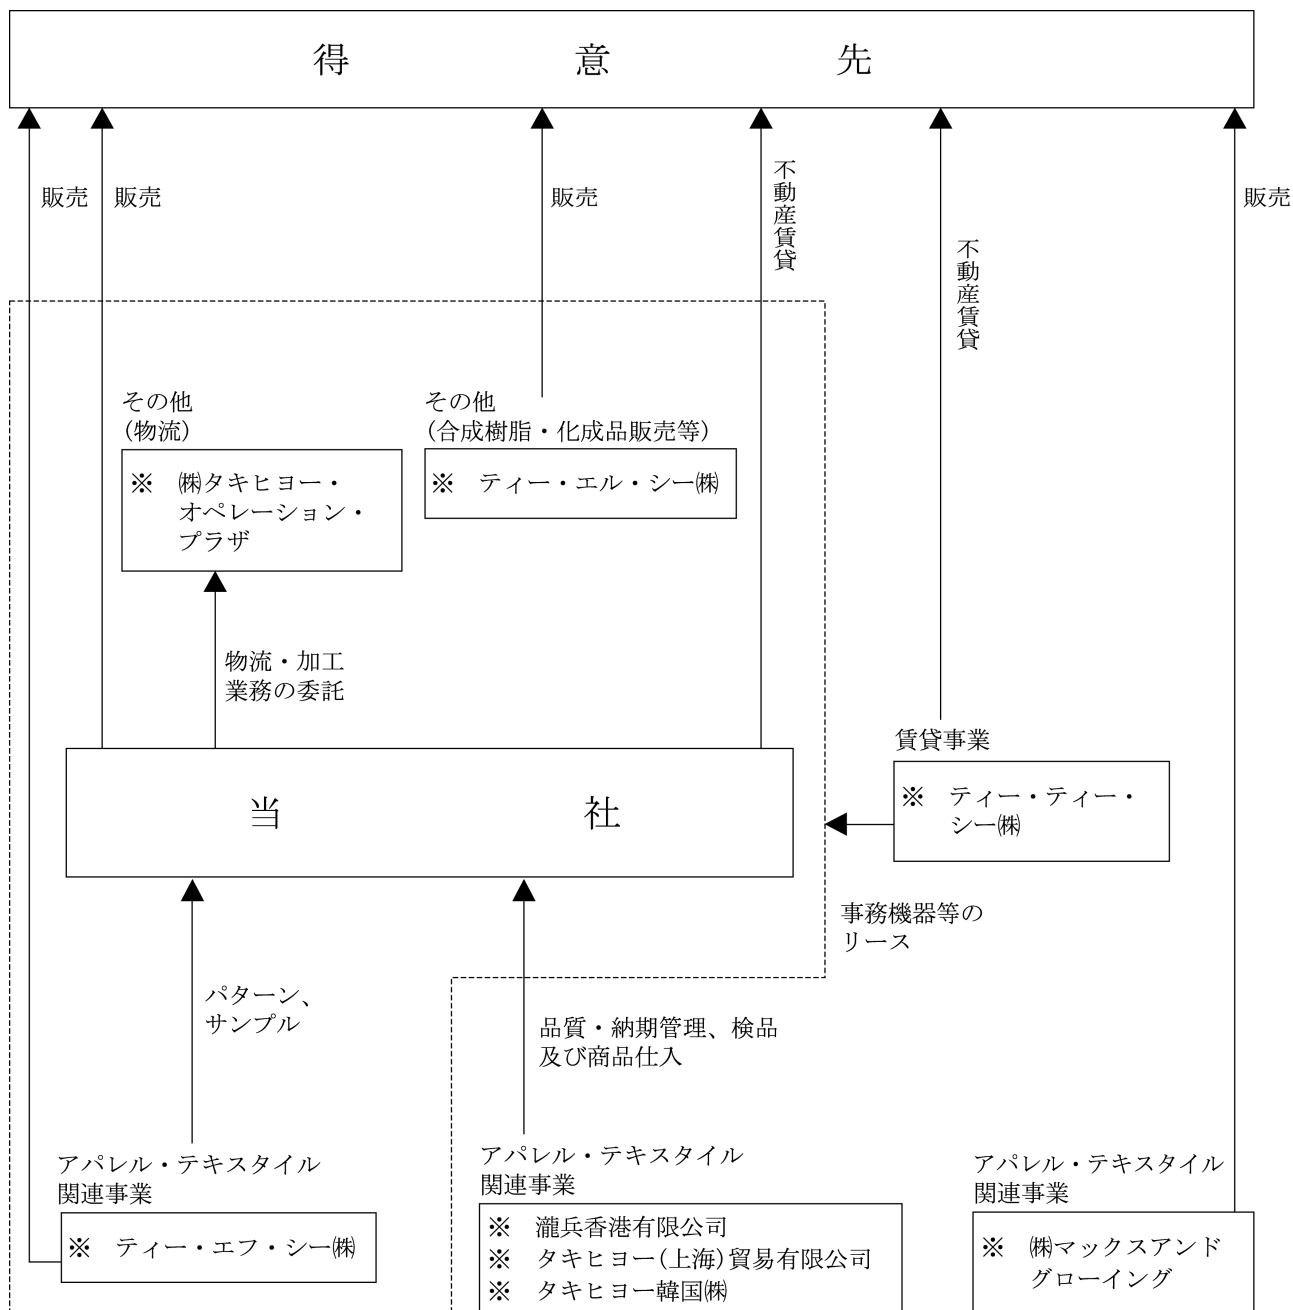 得意先
販売
販売
販売
不動産賃貸
不動産賃貸
販売
その他
(物流)
※ ㈱タキヒヨー・
オペレーション・
プラザ
その他
(合成樹脂・化成品販売等)
※ ティー・エル・シー㈱
物流・加工
業務の委託
当社
賃貸事業
※ ティー・ティー・
シー㈱
事務機器等の
リース
パターン、
サンプル
品質・納期管理、検品
及び商品仕入
アパレル・テキスタイル
関連事業
※ ティー・エフ・シー㈱
アパレル・テキスタイル
関連事業
※ 瀧兵香港有限公司
※ タキヒヨー(上海)貿易有限公司
※ タキヒヨー韓国㈱
アパレル・テキスタイル
関連事業
※ ㈱マックスアンド
グローイング